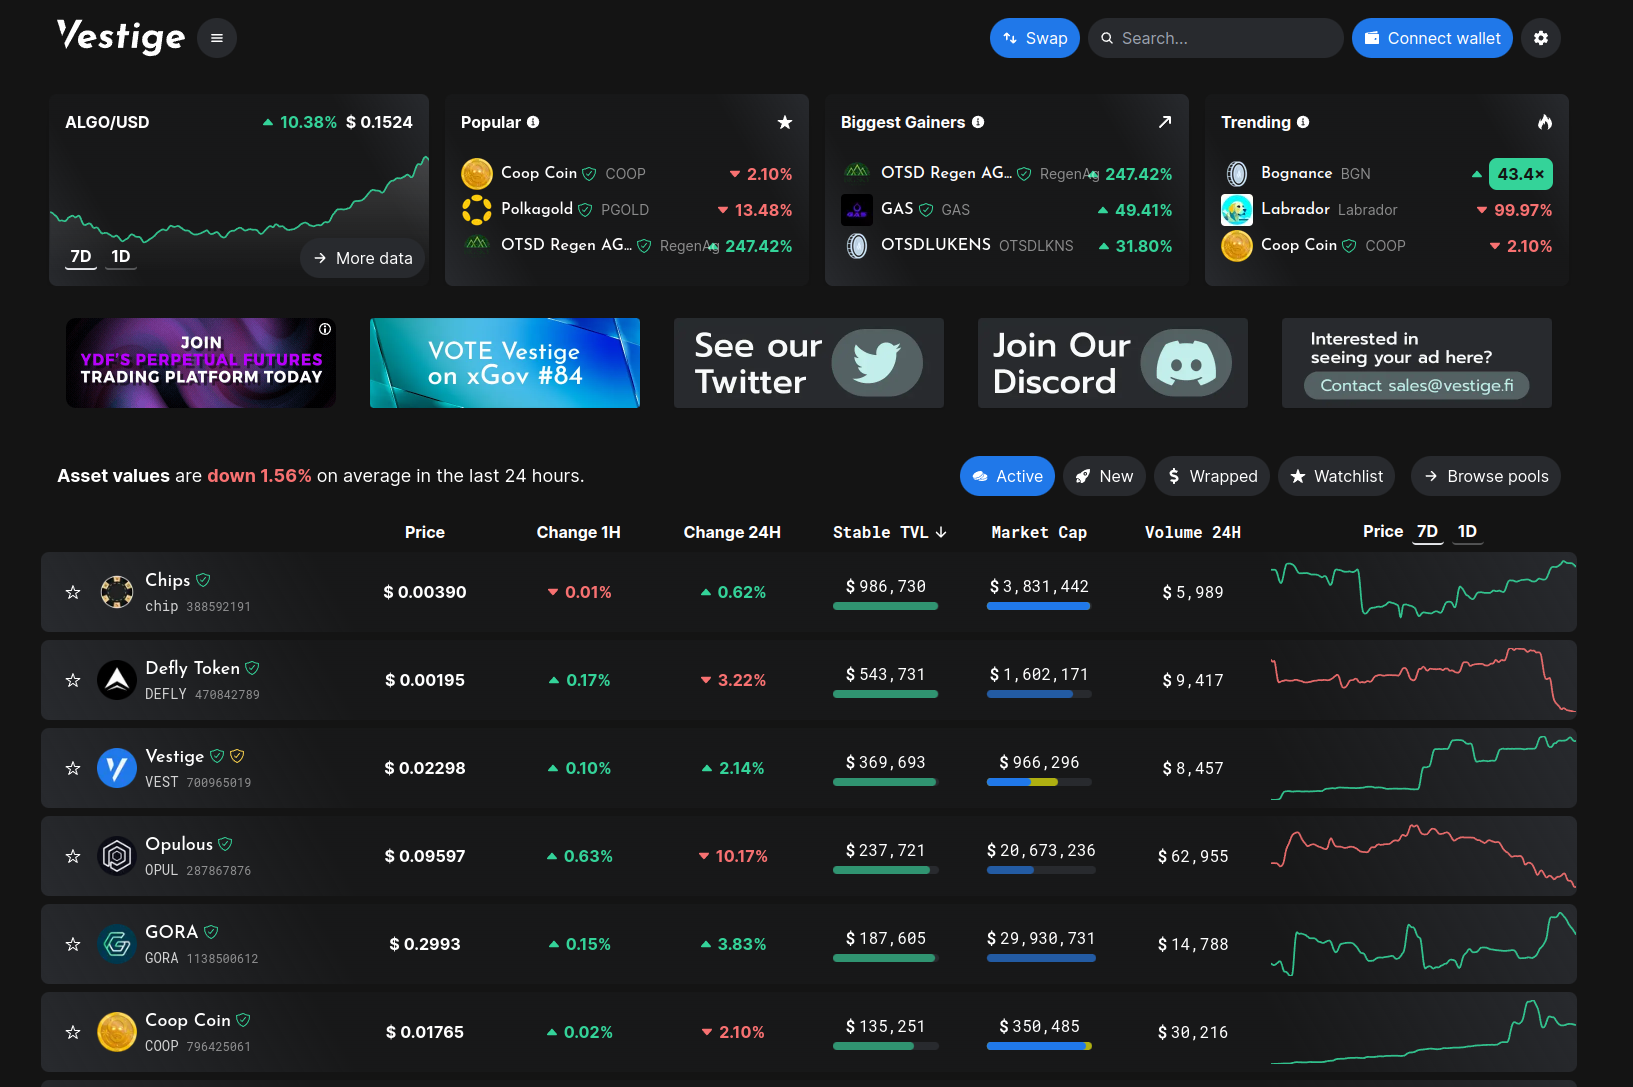 Vestige
Swap
Search...
Connect wallet
ALGO/USD 10.38% $ 0.1524
7D 1D
More data
Popular
Coop Coin COOP 2.10%
Polkagold PGOLD 13.48%
OTSD Regen AG... RegenAg 247.42%
Biggest Gainers
OTSD Regen AG... RegenAg 247.42%
GAS GAS 49.41%
OTSDLUKENS OTSDLKNS 31.80%
Trending
Bognance BGN 43.4×
Labrador Labrador 99.97%
Coop Coin COOP 2.10%
JOIN
YDF'S PERPETUAL FUTURES
TRADING PLATFORM TODAY
VOTE Vestige
on xGov #84
See our
Twitter
Join Our
Discord
Interested in
seeing your ad here?
Contact sales@vestige.fi
Asset values are down 1.56% on average in the last 24 hours.
Active New $ Wrapped Watchlist Browse pools
Price Change 1H Change 24H Stable TVL ↓ Market Cap Volume 24H Price 7D 1D
Chips
chip 388592191
$ 0.00390 0.01% 0.62% $ 986,730 $ 3,831,442 $ 5,989
Defly Token
DEFLY 470842789
$ 0.00195 0.17% 3.22% $ 543,731 $ 1,602,171 $ 9,417
Vestige
VEST 700965019
$ 0.02298 0.10% 2.14% $ 369,693 $ 966,296 $ 8,457
Opulous
OPUL 287867876
$ 0.09597 0.63% 10.17% $ 237,721 $ 20,673,236 $ 62,955
GORA
GORA 1138500612
$ 0.2993 0.15% 3.83% $ 187,605 $ 29,930,731 $ 14,788
Coop Coin
COOP 796425061
$ 0.01765 0.02% 2.10% $ 135,251 $ 350,485 $ 30,216